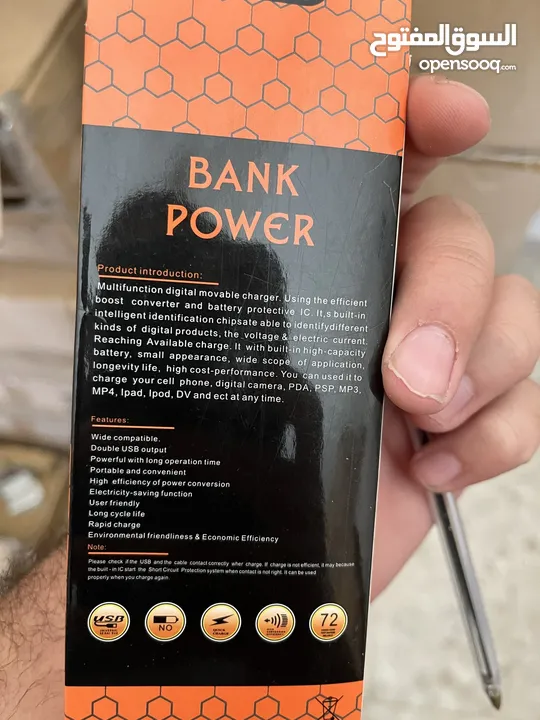 السوق المفتوح
opensooq.com
BANK
POWER
Product introduction:
Multifunction digital movable charger. Using the efficient
boost converter and battery protective IC. It,s built-in
intelligent identification chipsate able to identifydifferent
kinds of digital products, the voltage & electric current.
Reaching Available charge. It with built-in high-capacity
battery, small appearance, wide scope of application,
longevity life, high cost-performance. You can used it to
charge your cell phone, digital camera, PDA, PSP, MP3,
MP4, Ipad, Ipod, DV and ect at any time.
Features:
Wide compatible.
Double USB output
Powerful with long operation time
Portable and convenient
High efficiency of power conversion
Electricity-saving function
User friendly
Long cycle life
Rapid charge
Environmental friendliness & Economic Efficiency
Note:
Please check if the USB and the cable contact correctly wher charge. IF charge is not efficient, it may because
the built - in IC start the Short Circuit Protection system when contact is not right. It can be used
properly when you charge again.
USB
NO
72